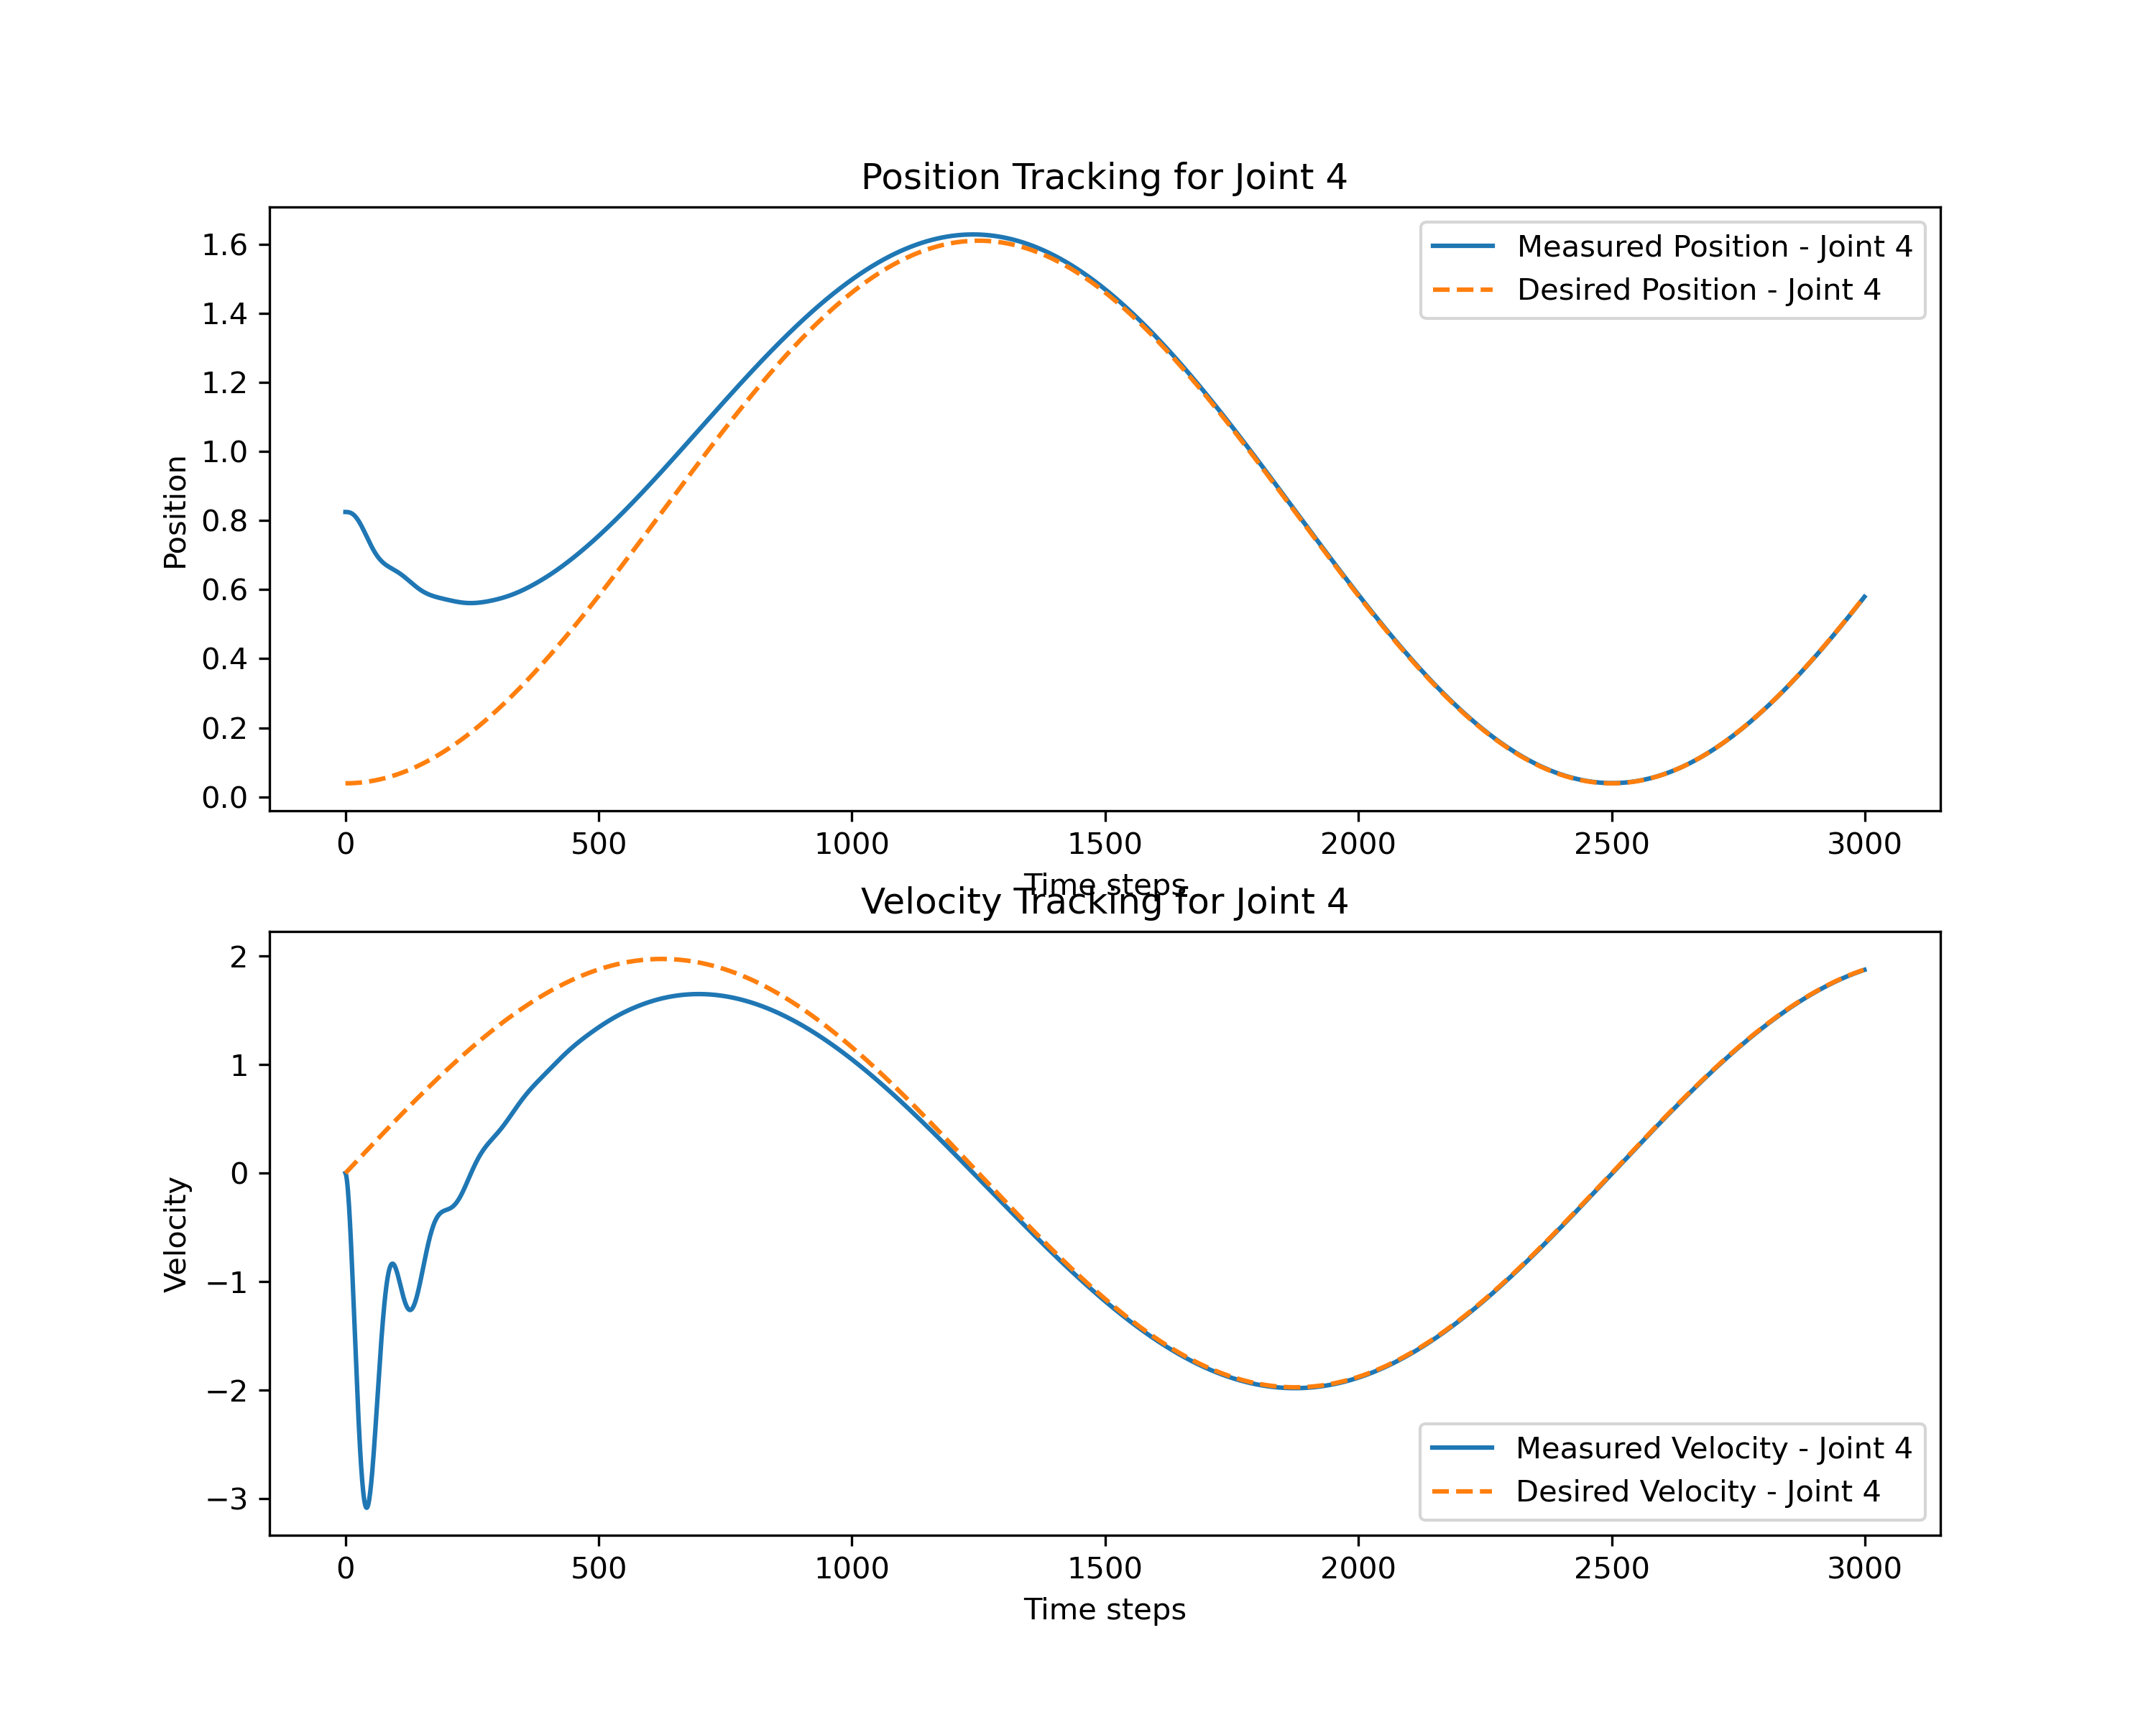 Position Tracking for Joint 4
Measured Position - Joint 4
Desired Position - Joint 4
1.6
1.4
1.2
1.0
0.8
0.6
0.4
0.2
0.0
Position
0 500 1000 1500 2000 2500 3000
Time steps
Velocity Tracking for Joint 4
2
1
0
−1
−2
−3
Velocity
Measured Velocity - Joint 4
Desired Velocity - Joint 4
0 500 1000 1500 2000 2500 3000
Time steps